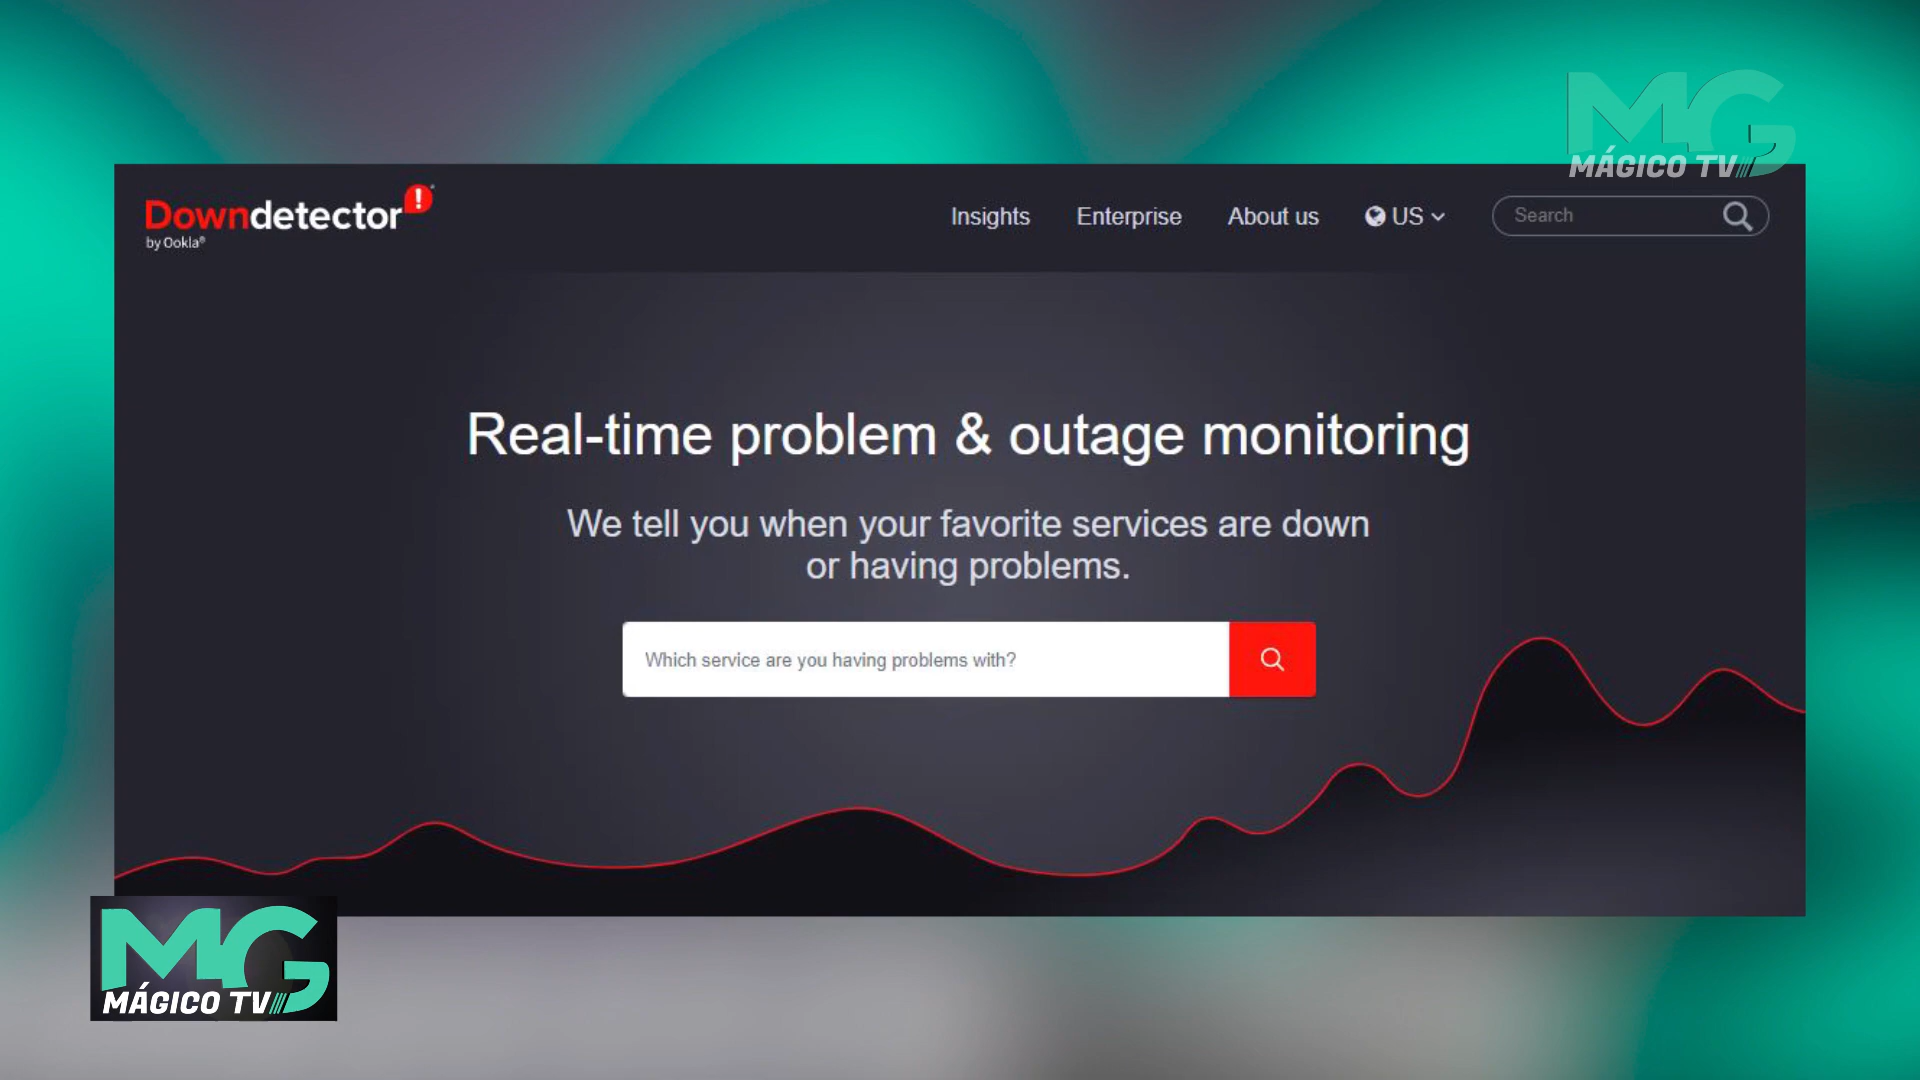 MG
MÁGICO TV
Downdetector!
by Ookla®
Insights
Enterprise
About us
US
Search
Real-time problem & outage monitoring
We tell you when your favorite services are down
or having problems.
Which service are you having problems with?
MG
MÁGICO TV